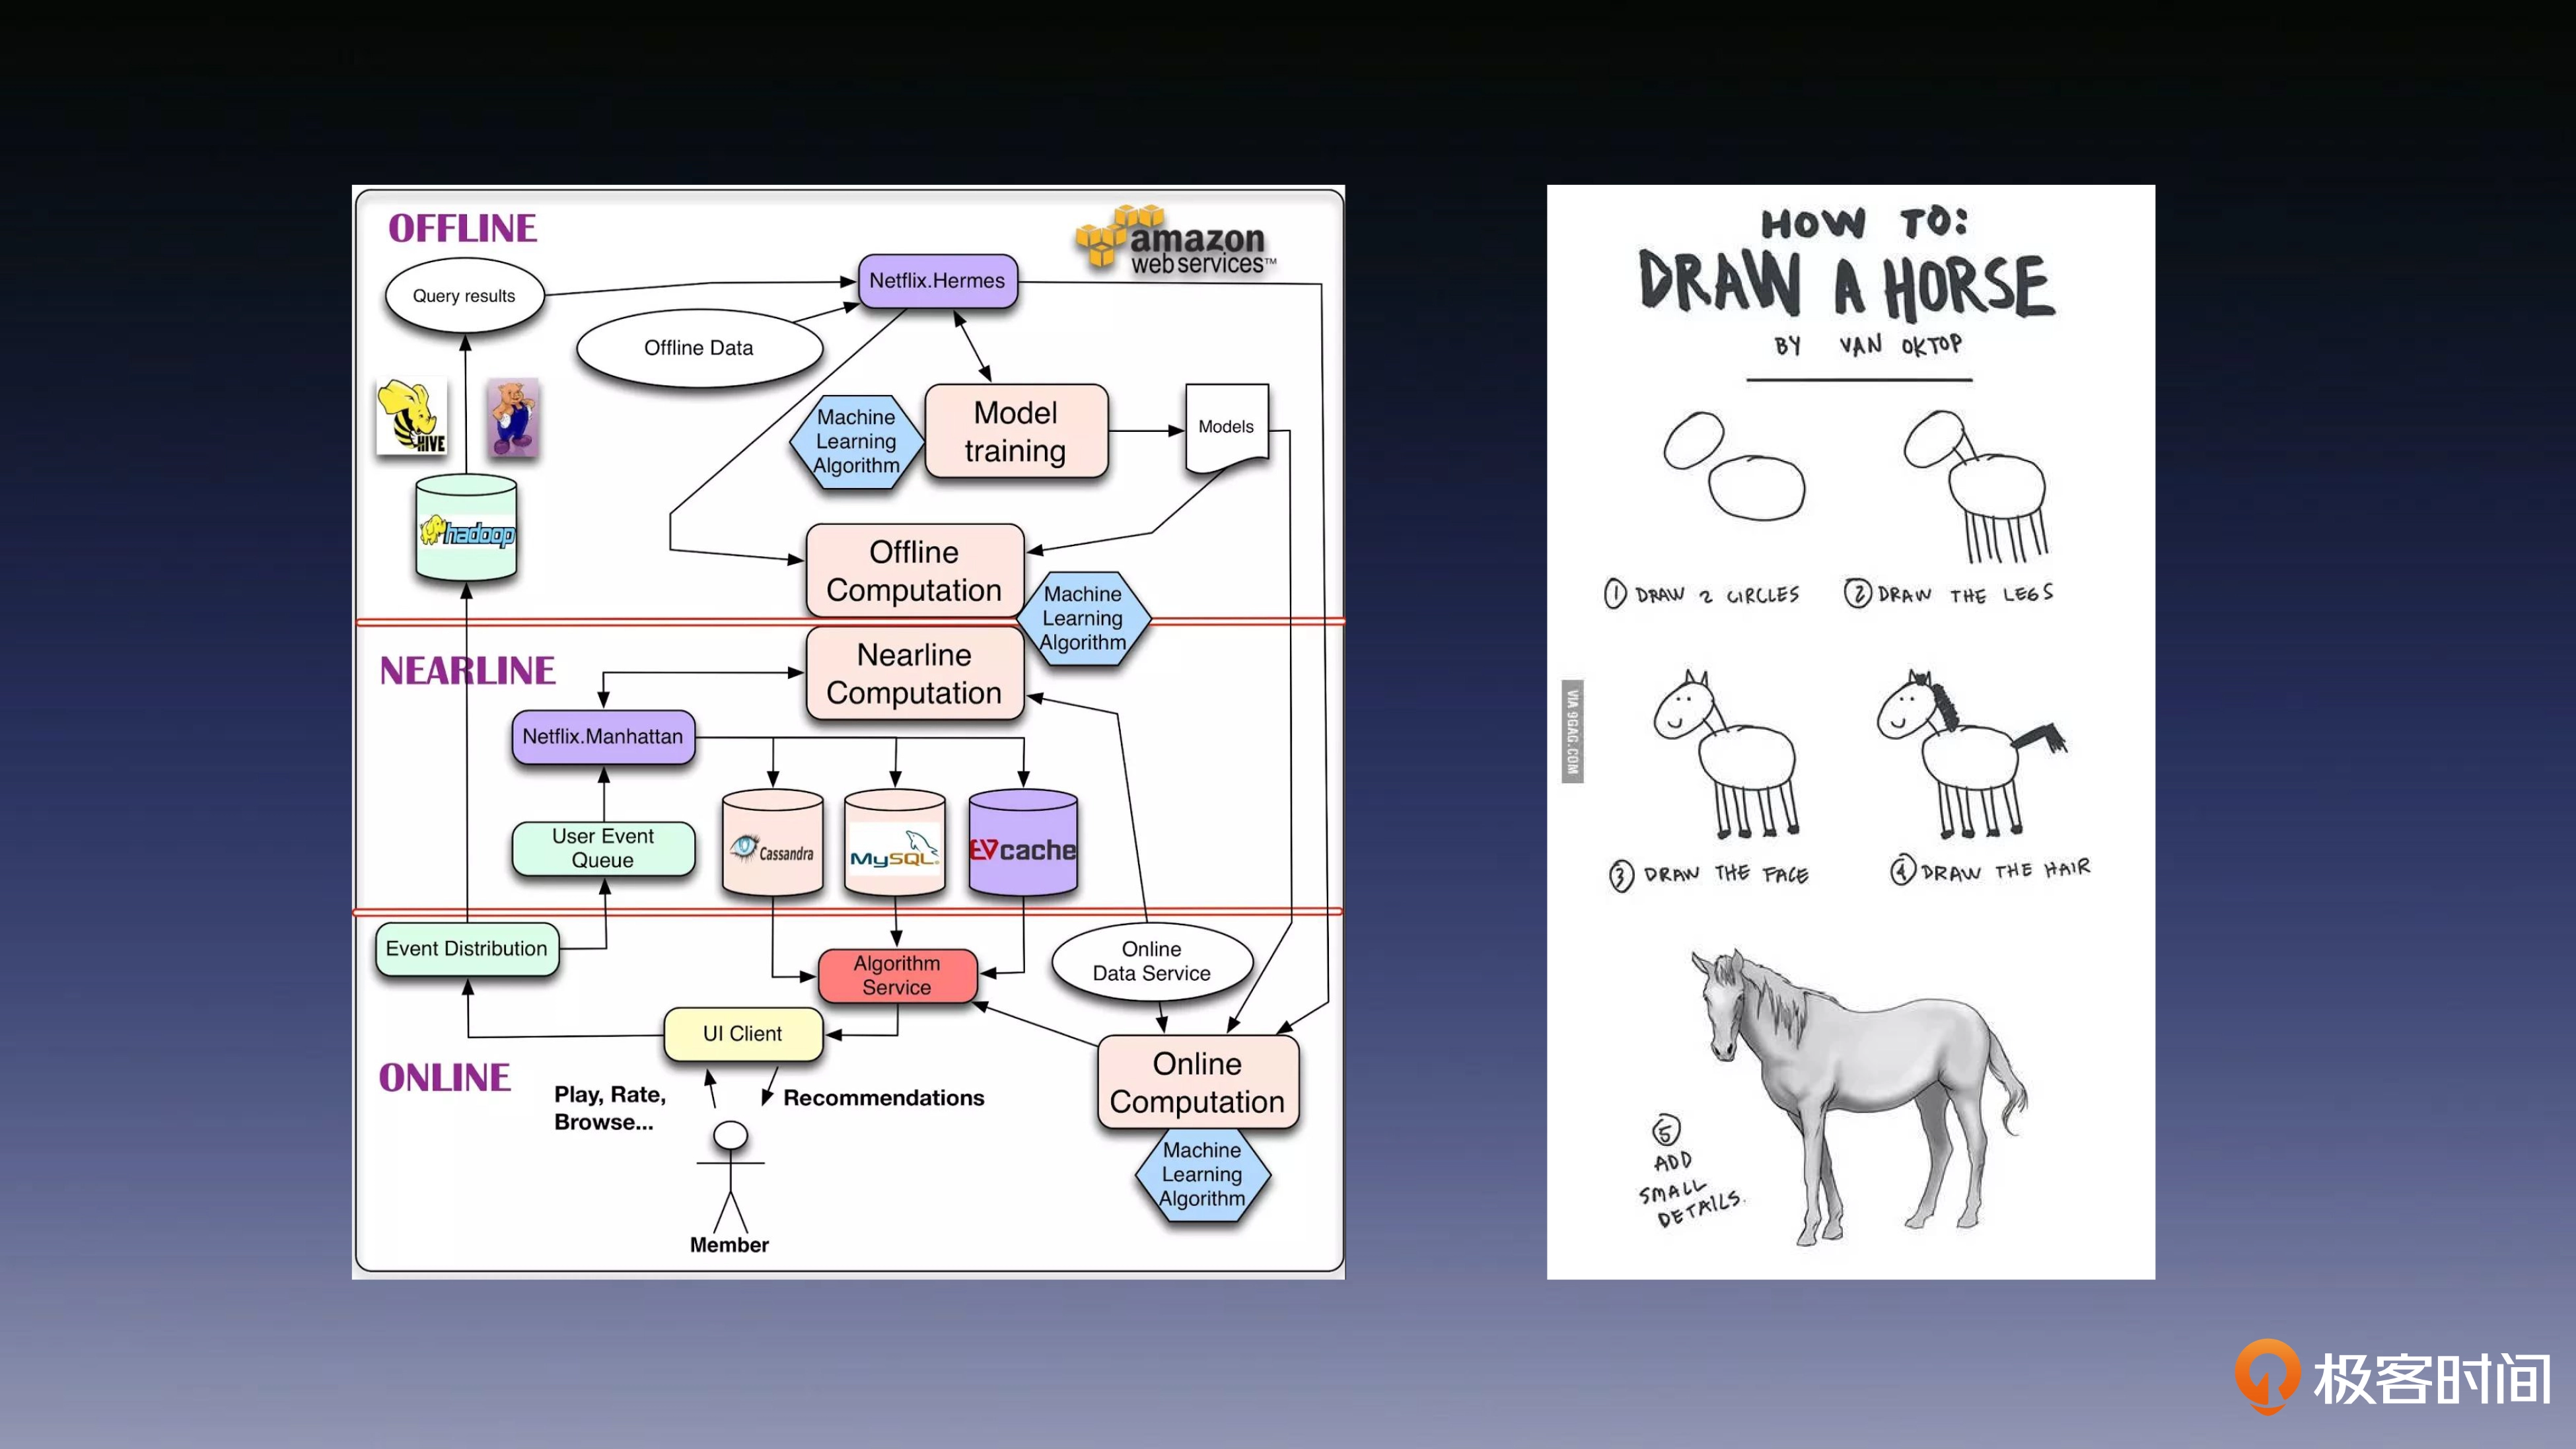 OFFLINE
amazon
web services™
Query results
Netflix.Hermes
Offline Data
HIVE
hadoop
Machine
Learning
Algorithm
Model
training
Models
Offline
Computation
Machine
Learning
Algorithm
NEARLINE
Nearline
Computation
Netflix.Manhattan
User Event
Queue
Cassandra
MySQL
EVcache
Event Distribution
Algorithm
Service
Online
Data Service
UI Client
ONLINE
Play, Rate,
Browse...
Recommendations
Online
Computation
Machine
Learning
Algorithm
Member
HOW TO:
DRAW A HORSE
BY VAN OKTOP
① DRAW 2 CIRCLES
② DRAW THE LEGS
VIA 9GAG.COM
③ DRAW THE FACE
④ DRAW THE HAIR
⑤
ADD
SMALL
DETAILS.
极客时间